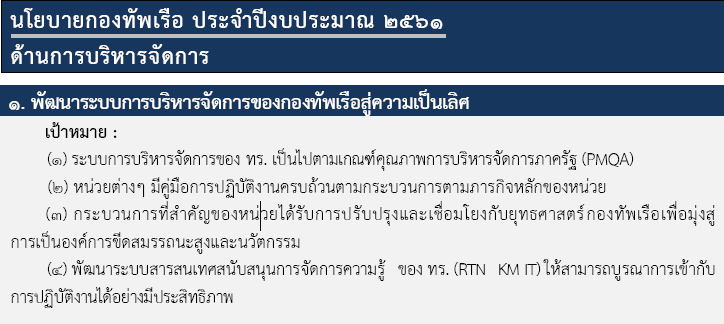 นโยบายกองทัพเรือ ประจำปีงบประมาณ ๒๕๖๑
ด้านการบริหารจัดการ
๑. พัฒนาระบบการบริหารจัดการของกองทัพเรือสู่ความเป็นเลิศ
เป้าหมาย :
(๑) ระบบการบริหารจัดการของ ทร. เป็นไปตามเกณฑ์คุณภาพการบริหารจัดการภาครัฐ (PMQA)
(๒) หน่วยต่างๆ มีคู่มือการปฏิบัติงานครบถ้วนตามกระบวนการตามภารกิจหลักของหน่วย
(๓) กระบวนการที่สำคัญของหน่วยได้รับการปรับปรุงและเชื่อมโยงกับยุทธศาสตร์กองทัพเรือเพื่อมุ่งสู่
การเป็นองค์การขีดสมรรถนะสูงและนวัตกรรม
(๔) พัฒนาระบบสารสนเทศสนับสนุนการจัดการความรู้ ของ ทร. (RTN KM IT) ให้สามารถบูรณาการเข้ากับ
การปฏิบัติงานได้อย่างมีประสิทธิภาพ